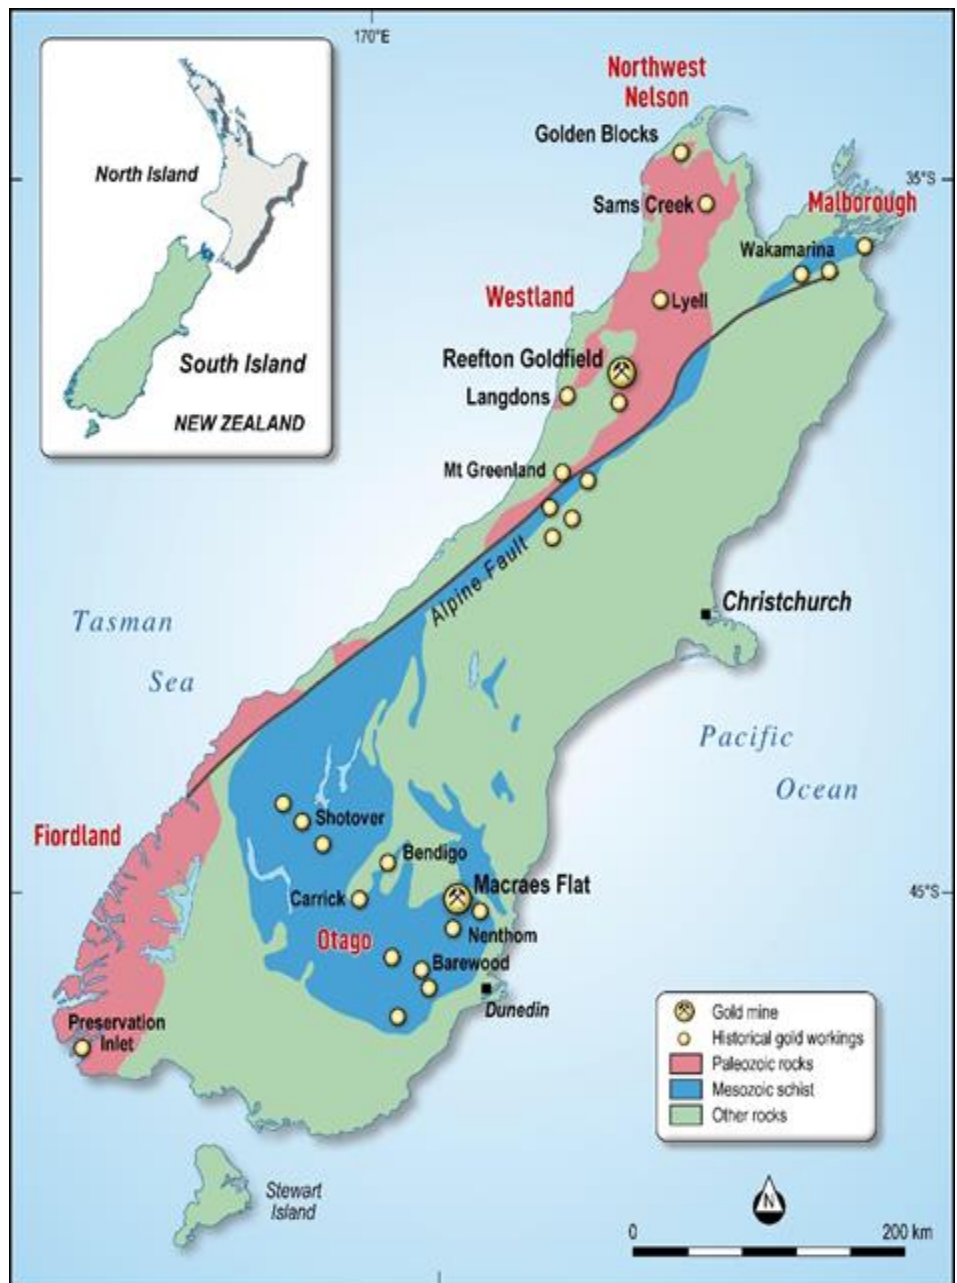 170°E
Northwest
Nelson
Golden Blocks
North Island
35°S
Sams Creek
Malborough
Wakamarina
Westland
Lyell
South Island
Reefton Goldfield
Langdons
NEW ZEALAND
Mt Greenland
Alpine Fault
Christchurch
Tasman
Sea
Pacific
Ocean
Shotover
Fiordland
Bendigo
Macraes Flat
45°S
Carrick
Otago
Nenthom
Barewood
Dunedin
Preservation
Inlet
Gold mine
Historical gold workings
Paleozoic rocks
Mesozoic schist
Other rocks
Stewart
Island
N
0 200 km